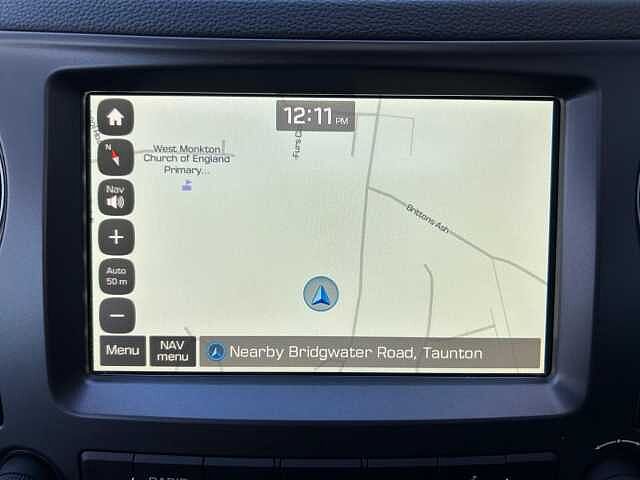 12:11 PM
N
West Monkton
Church of England
Primary...
Nav
Brittons Ash
+
Auto
50 m
−
Menu
NAV
menu
Nearby Bridgwater Road, Taunton
RADIO